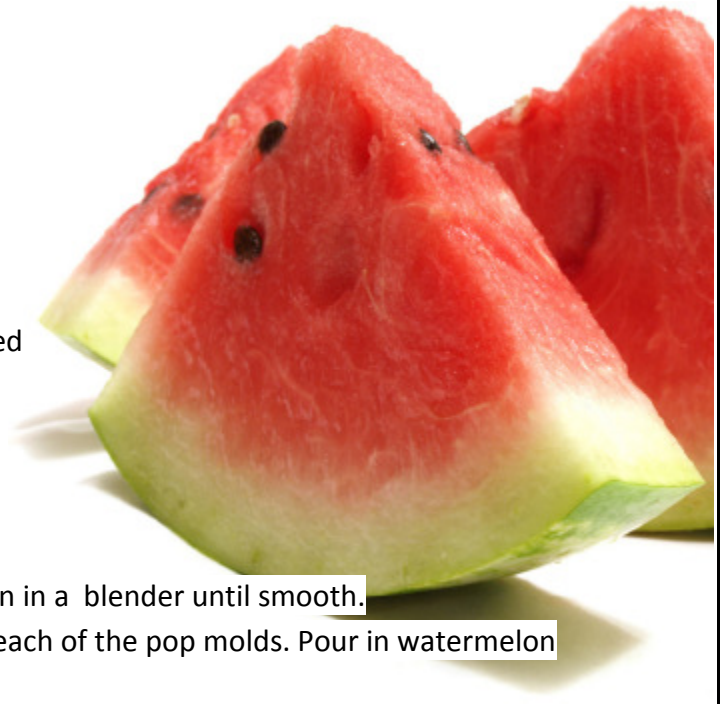 ed
n in a  blender until smooth.
each of the pop molds. Pour in watermelon